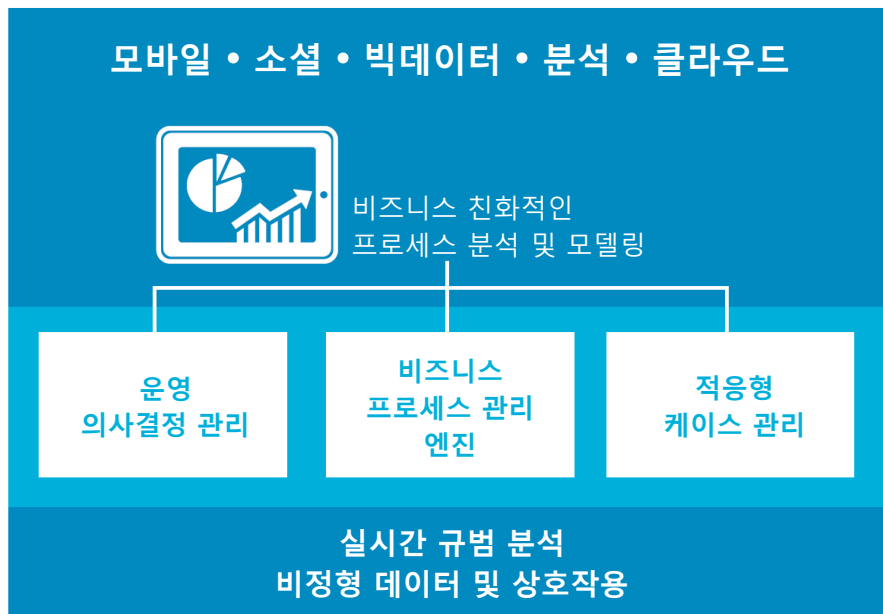 모바일 • 소셜 • 빅데이터 • 분석 • 클라우드
비즈니스 친화적인
프로세스 분석 및 모델링
운영
의사결정 관리
비즈니스
프로세스 관리
엔진
적응형
케이스 관리
실시간 규범 분석
비정형 데이터 및 상호작용